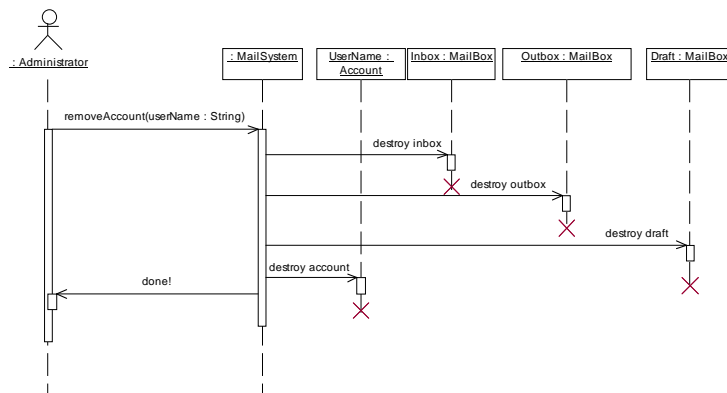 : Administrator
: MailSystem
UserName :
Account
Inbox : MailBox
Outbox : MailBox
Draft : MailBox
removeAccount(userName : String)
destroy inbox
destroy outbox
destroy draft
destroy account
done!